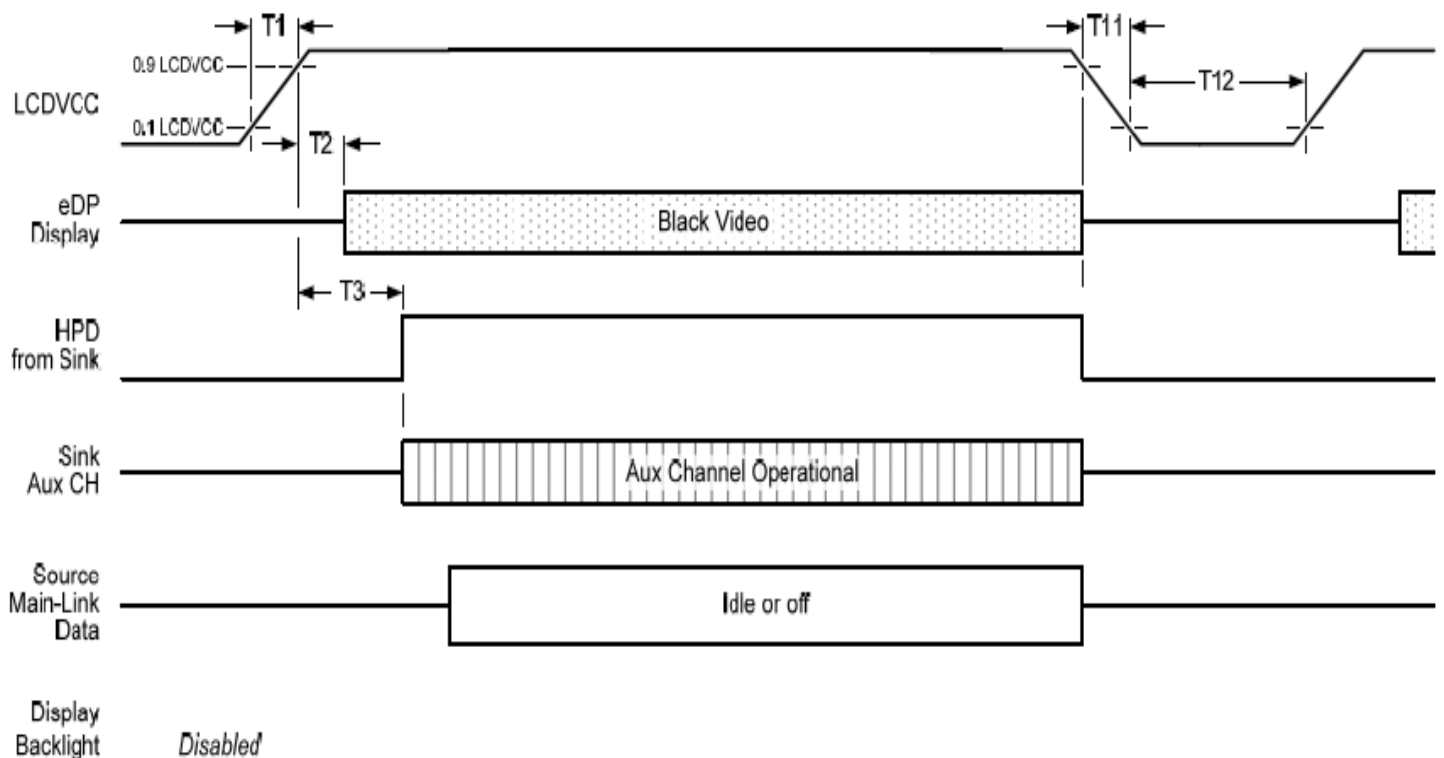 T1
T11
0.9 LCDVCC
T12
LCDVCC
0.1 LCDVCC
T2
eDP
Display
Black Video
T3
HPD
from Sink
Sink
Aux CH
Aux Channel Operational
Source
Main-Link
Data
Idle or off
Display
Backlight
Disabled